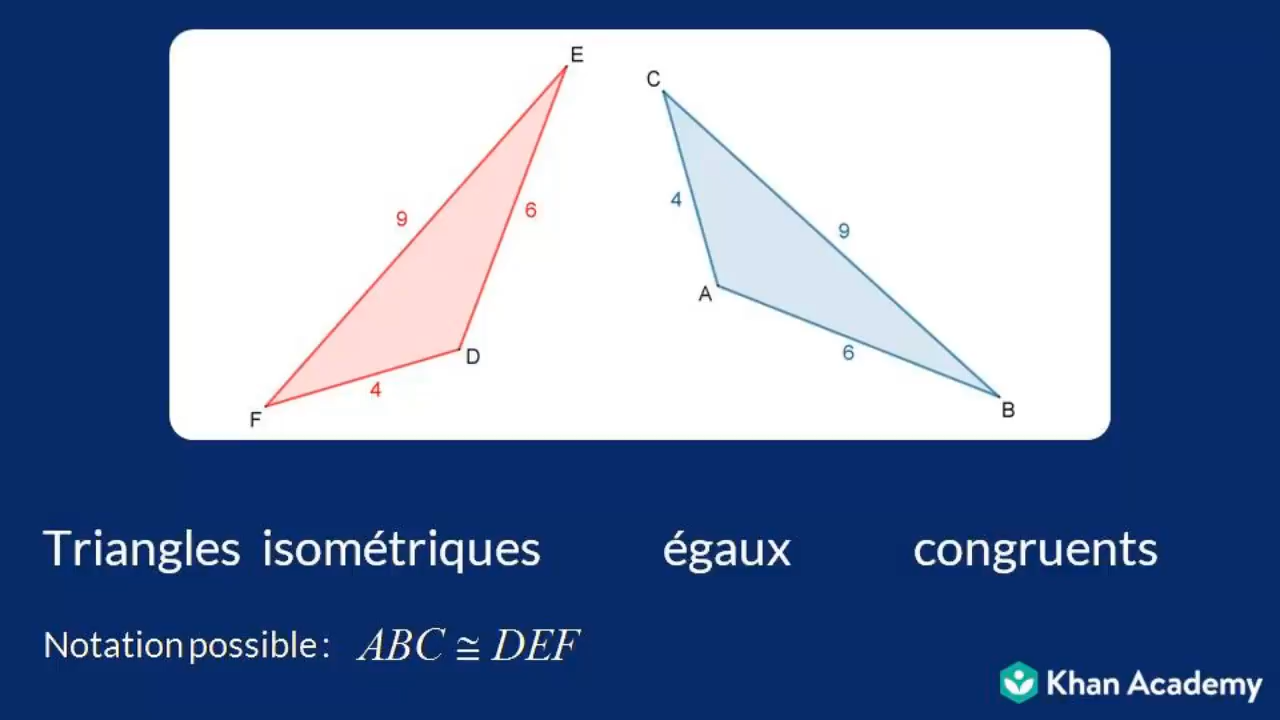 E
C
9
6
4
9
A
D
6
4
F
B
Triangles isométriques égaux congruents
Notation possible : ABC ≅ DEF
Khan Academy